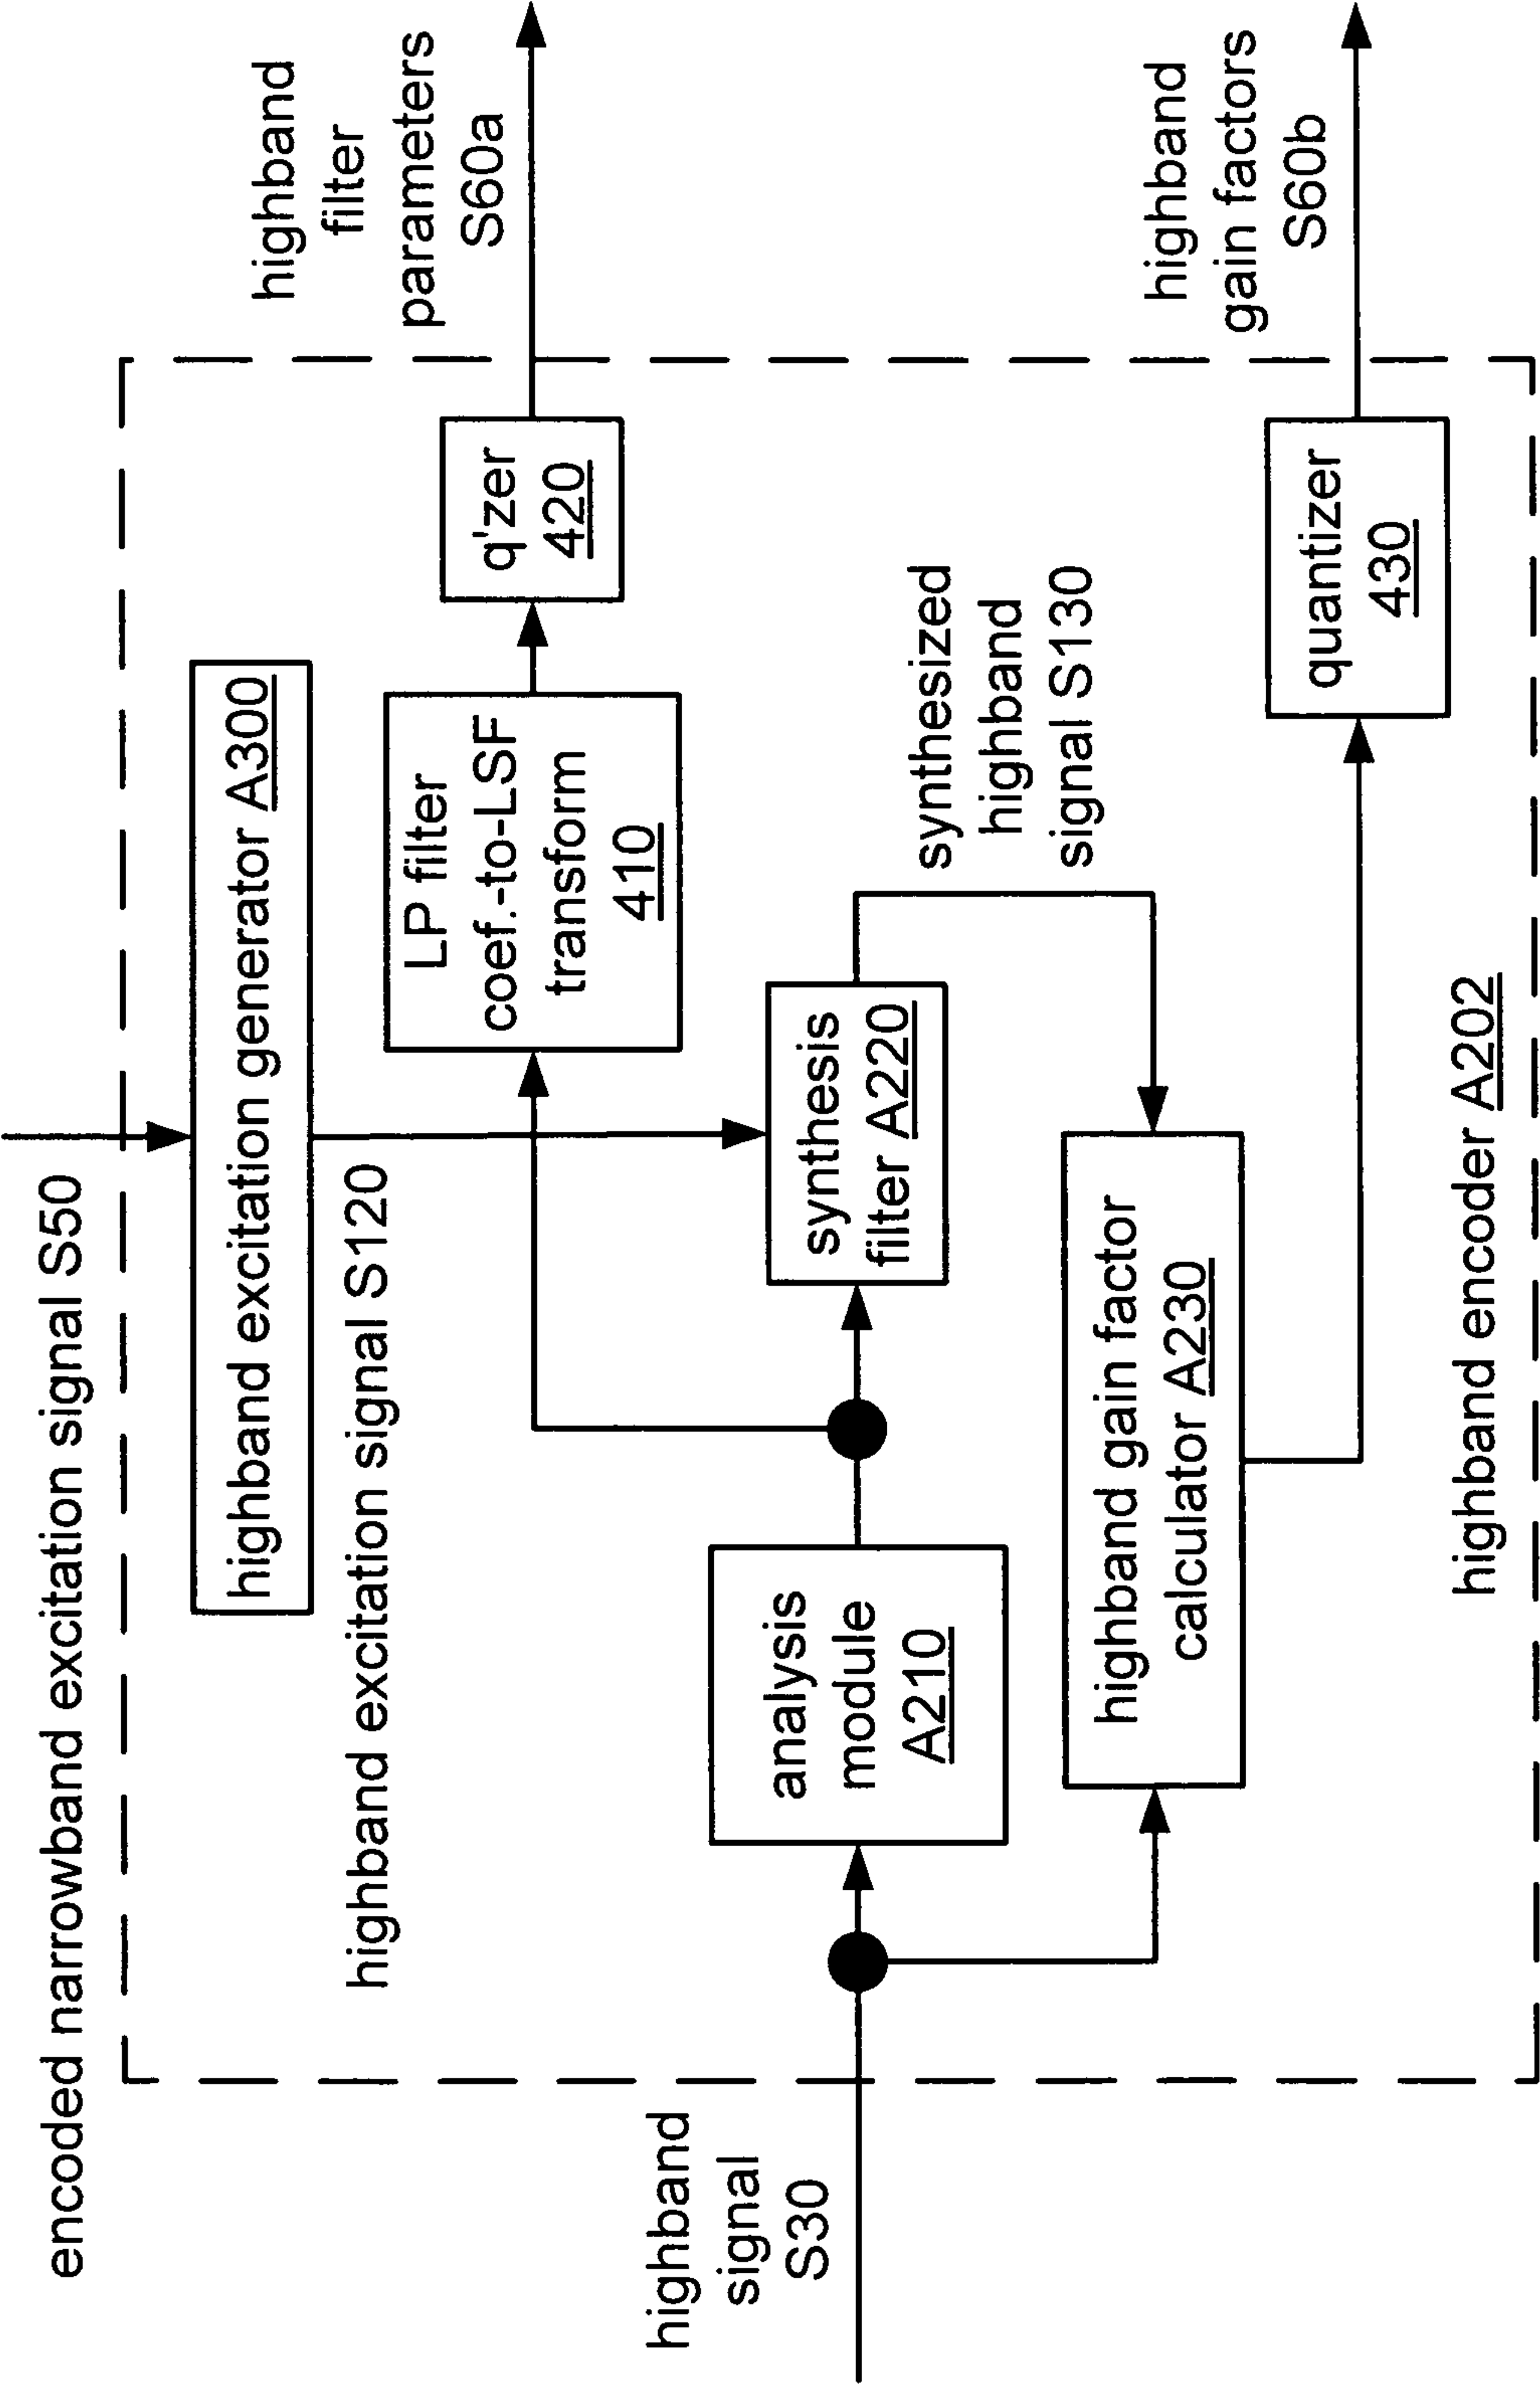 encoded narrowband excitation signal S50
highband excitation generator A300
highband excitation signal S120
highband
filter
parameters
S60a
LP filter
coef.-to-LSF
transform
410
q'zer
420
highband
signal
S30
analysis
module
A210
synthesis
filter A220
synthesized
highband
signal S130
highband gain factor
calculator A230
quantizer
430
highband
gain factors
S60b
highband encoder A202